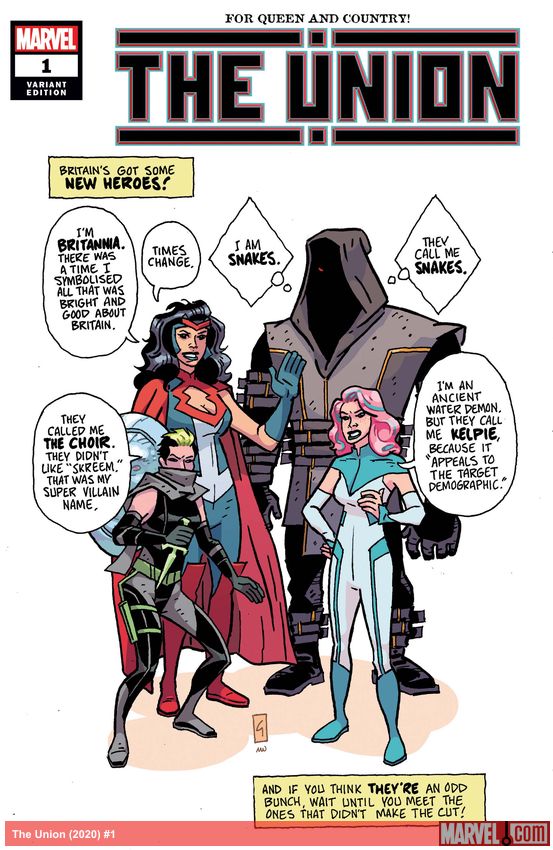 FOR QUEEN AND COUNTRY!
MARVEL
1
VARIANT
EDITION
THE UNION
BRITAIN'S GOT SOME
NEW HEROES!
I'M
BRITANNIA.
THERE WAS
A TIME I
SYMBOLISED
ALL THAT WAS
BRIGHT AND
GOOD ABOUT
BRITAIN.
TIMES
CHANGE.
I AM
SNAKES.
THEY
CALL ME
SNAKES.
THEY
CALLED ME
THE CHOIR.
THEY DIDN'T
LIKE "SKREEM,"
THAT WAS MY
SUPER VILLAIN
NAME.
I'M AN
ANCIENT
WATER DEMON,
BUT THEY CALL
ME KELPIE,
BECAUSE IT
"APPEALS TO
THE TARGET
DEMOGRAPHIC."
G
MW
AND IF YOU THINK THEY'RE AN ODD
BUNCH, WAIT UNTIL YOU MEET THE
ONES THAT DIDN'T MAKE THE CUT!
The Union (2020) #1
MARVEL.com